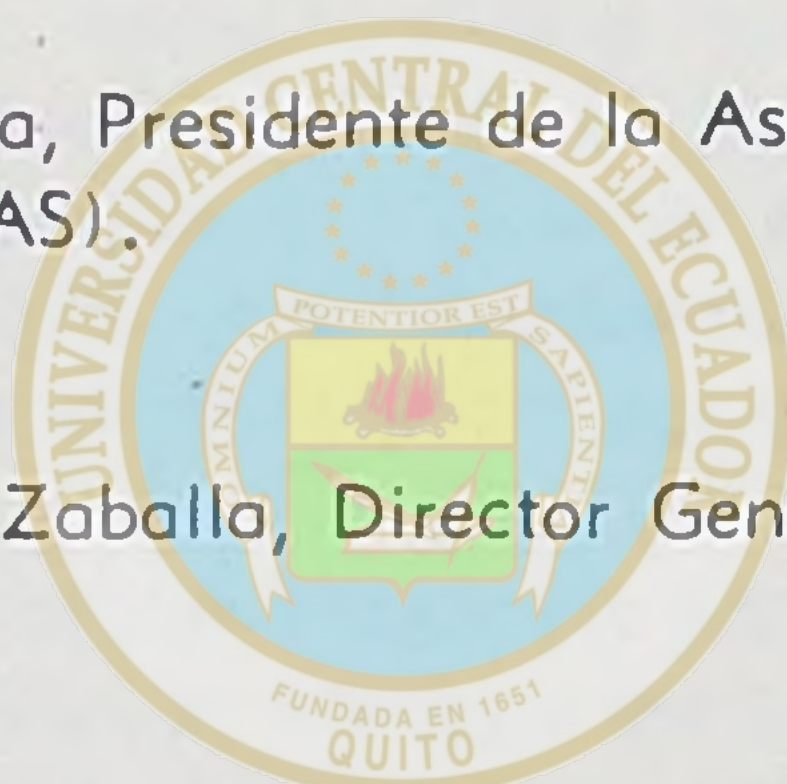 a, Presidente de la As
AS).
Zaballa, Director Gen
UNIVERSIDAD CENTRAL DEL ECUADOR
OMNIUM POTENTIOR EST SAPIENTIA
FUNDADA EN 1651
QUITO